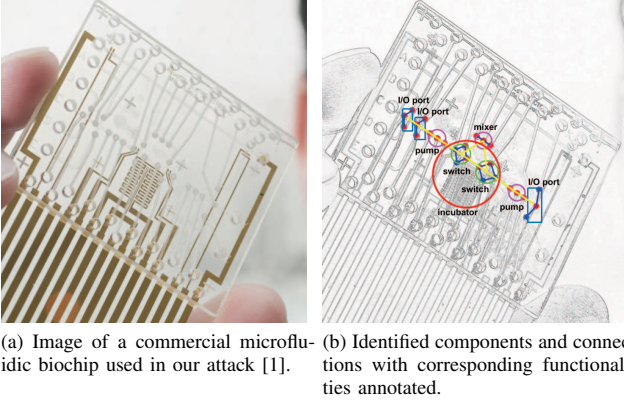 I/O port
I/O port
mixer
pump
switch
I/O port
switch
pump
incubator
(a) Image of a commercial microflu-
idic biochip used in our attack [1].
(b) Identified components and connec
tions with corresponding functional
ties annotated.